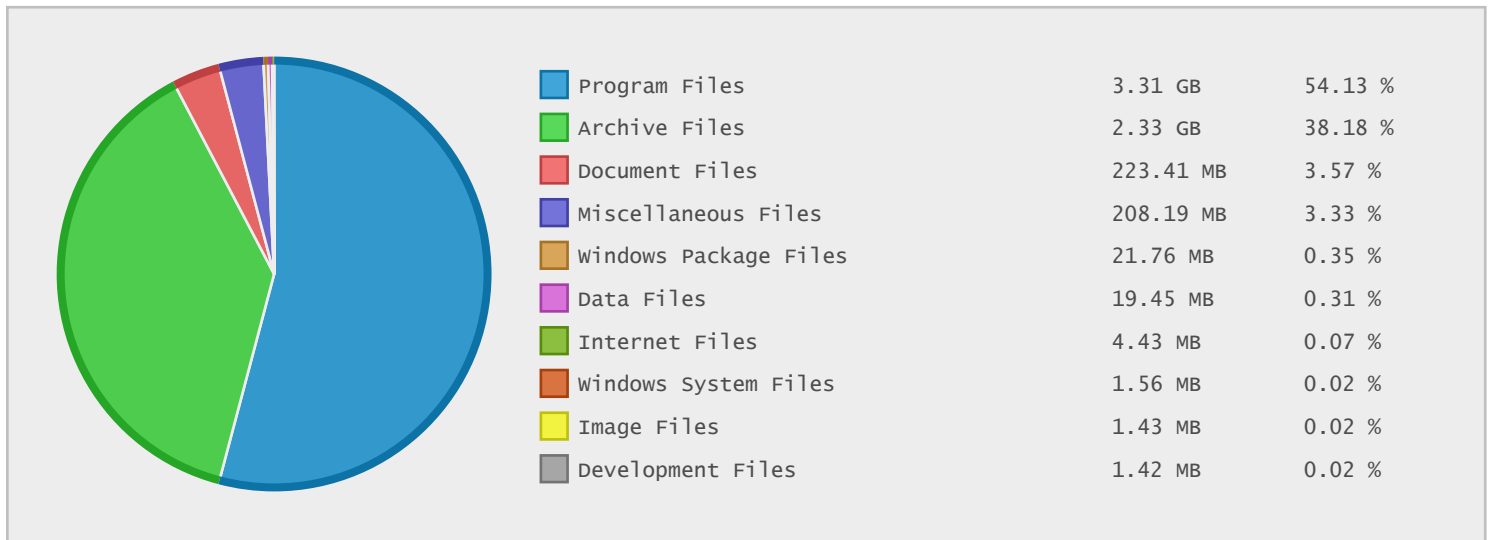 Program Files 3.31 GB 54.13 %
Archive Files 2.33 GB 38.18 %
Document Files 223.41 MB 3.57 %
Miscellaneous Files 208.19 MB 3.33 %
Windows Package Files 21.76 MB 0.35 %
Data Files 19.45 MB 0.31 %
Internet Files 4.43 MB 0.07 %
Windows System Files 1.56 MB 0.02 %
Image Files 1.43 MB 0.02 %
Development Files 1.42 MB 0.02 %